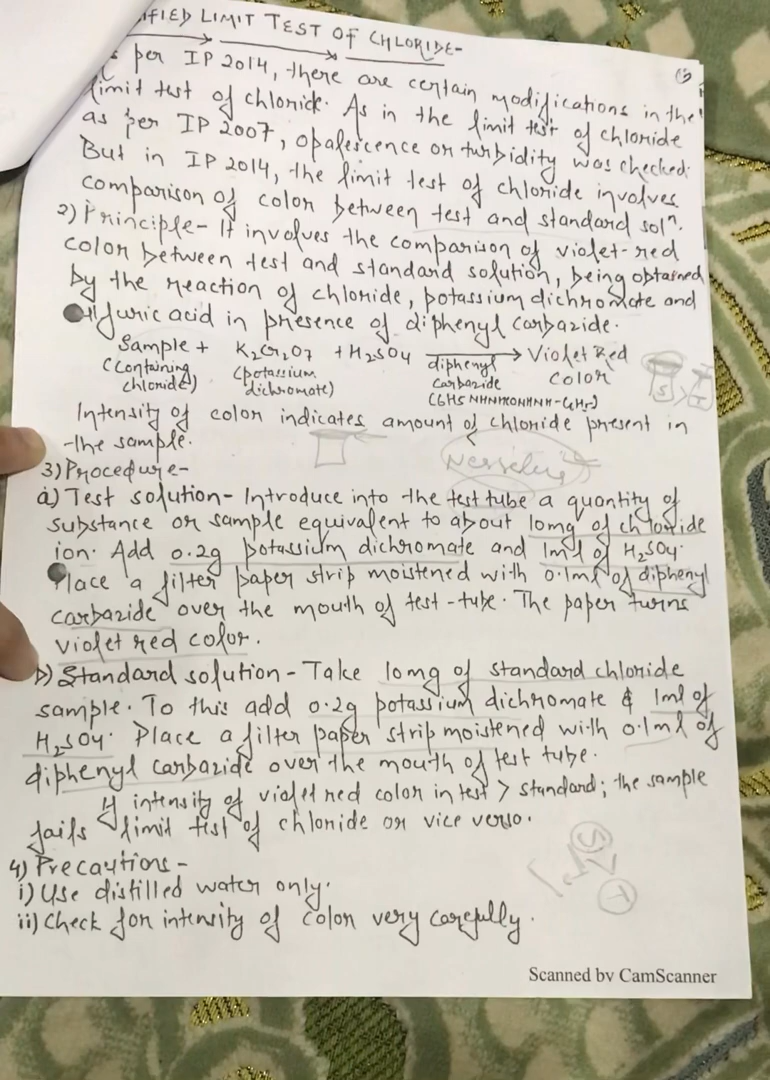 IFIED LIMIT TEST OF CHLORIDE-
per IP 2014, there are certain modifications in the
limit test of chloride. As in the limit test of chloride
as per IP 2007, opalescence or turbidity was checked.
But in IP 2014, the limit test of chloride involves
comparison of color between test and standard solⁿ.
2) Principle- It involves the comparison of violet-red
color between test and standard solution, being obtained
by the reaction of chloride, potassium dichromate and
furic acid in presence of diphenyl carbazide.
Sample + K₂Cr₂O₇ + H₂SO₄ → Violet Red
(Containing (potassium diphenyl color
chloride) dichromate) carbazide
(C6H5 NHNHCONHNH-C6H5)
S > T
Intensity of color indicates amount of chloride present in
the sample.
3) Procedure-
a) Test solution- Introduce into the test tube a quantity of
substance or sample equivalent to about 10mg of chloride
ion. Add 0.2g potassium dichromate and 1ml of H₂SO₄.
lace a filter paper strip moistened with 0.1ml of diphenyl
carbazide over the mouth of test-tube. The paper turns
violet red color.
b) Standard solution- Take 10mg of standard chloride
sample. To this add 0.2g potassium dichromate & 1ml of
H₂SO₄. Place a filter paper strip moistened with 0.1ml of
diphenyl carbazide over the mouth of test tube.
If intensity of violet red color in test > standard; the sample
fails limit test of chloride or vice verso.
4) Precautions-
i) Use distilled water only.
ii) Check for intensity of color very carefully.
Scanned by CamScanner